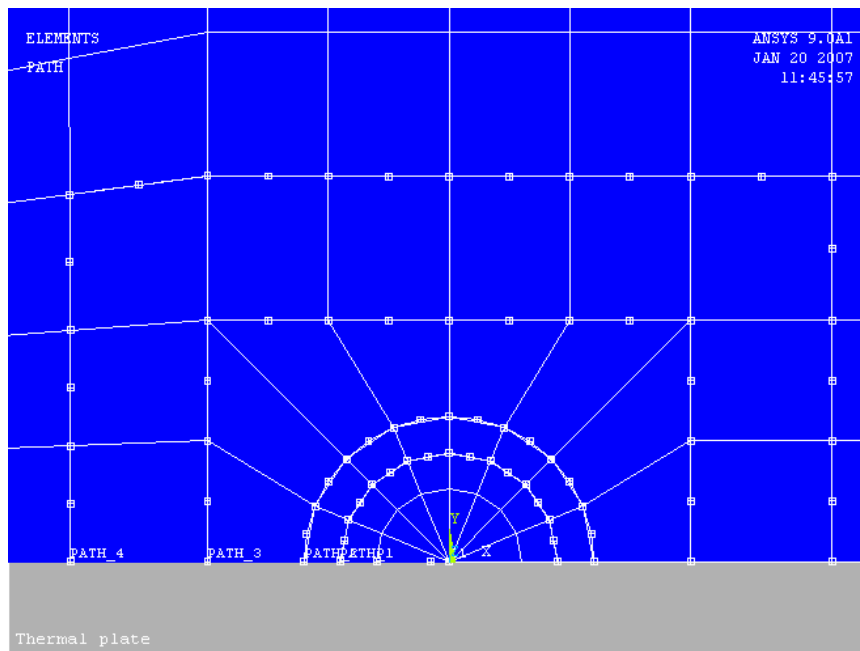 ELEMENTS
PATH
ANSYS 9.0A1
JAN 20 2007
11:45:57
Y
X
PATH_4
PATH_3
Thermal plate